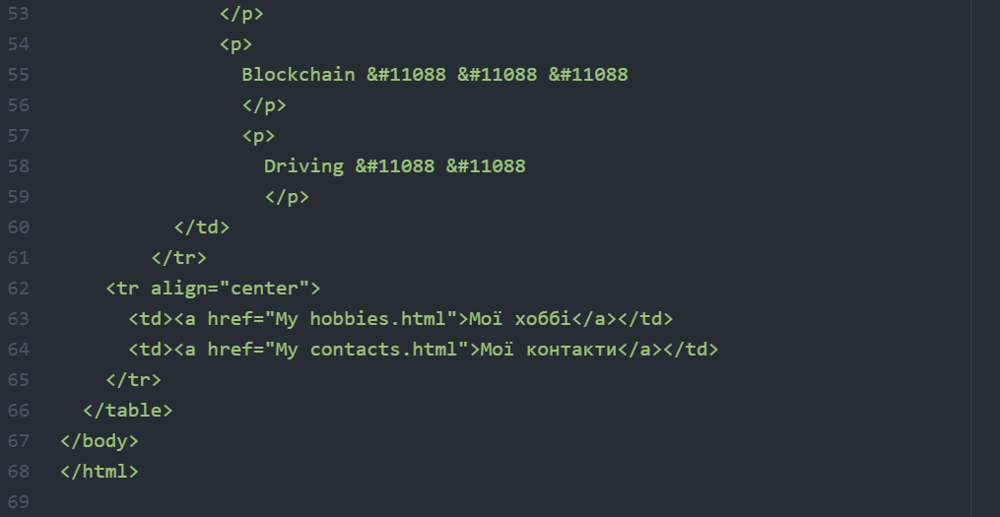 53 </p>
54 <p>
55 Blockchain &#11088 &#11088 &#11088
56 </p>
57 <p>
58 Driving &#11088 &#11088
59 </p>
60 </td>
61 </tr>
62 <tr align="center">
63 <td><a href="My hobbies.html">Мої хоббі</a></td>
64 <td><a href="My contacts.html">Мої контакти</a></td>
65 </tr>
66 </table>
67 </body>
68 </html>
69